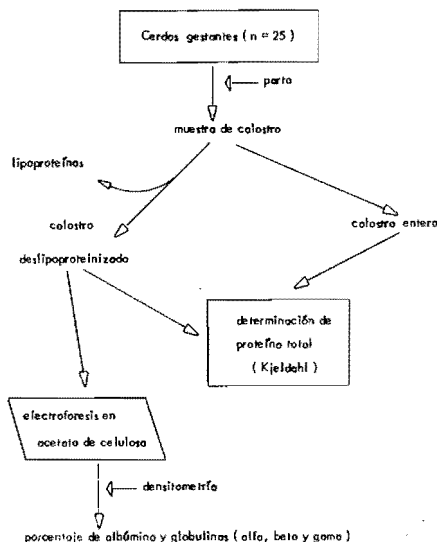 Cerdas gestantes ( n = 25 )
parto
muestra de calostro
lipoproteínas
calostro
deslipoproteinizado
calostro entero
determinación de
proteína total
( Kjeldahl )
electroforesis en
acetato de celulosa
densitometría
porcentaje de albúmina y globulinas ( alfa, beta y gama )